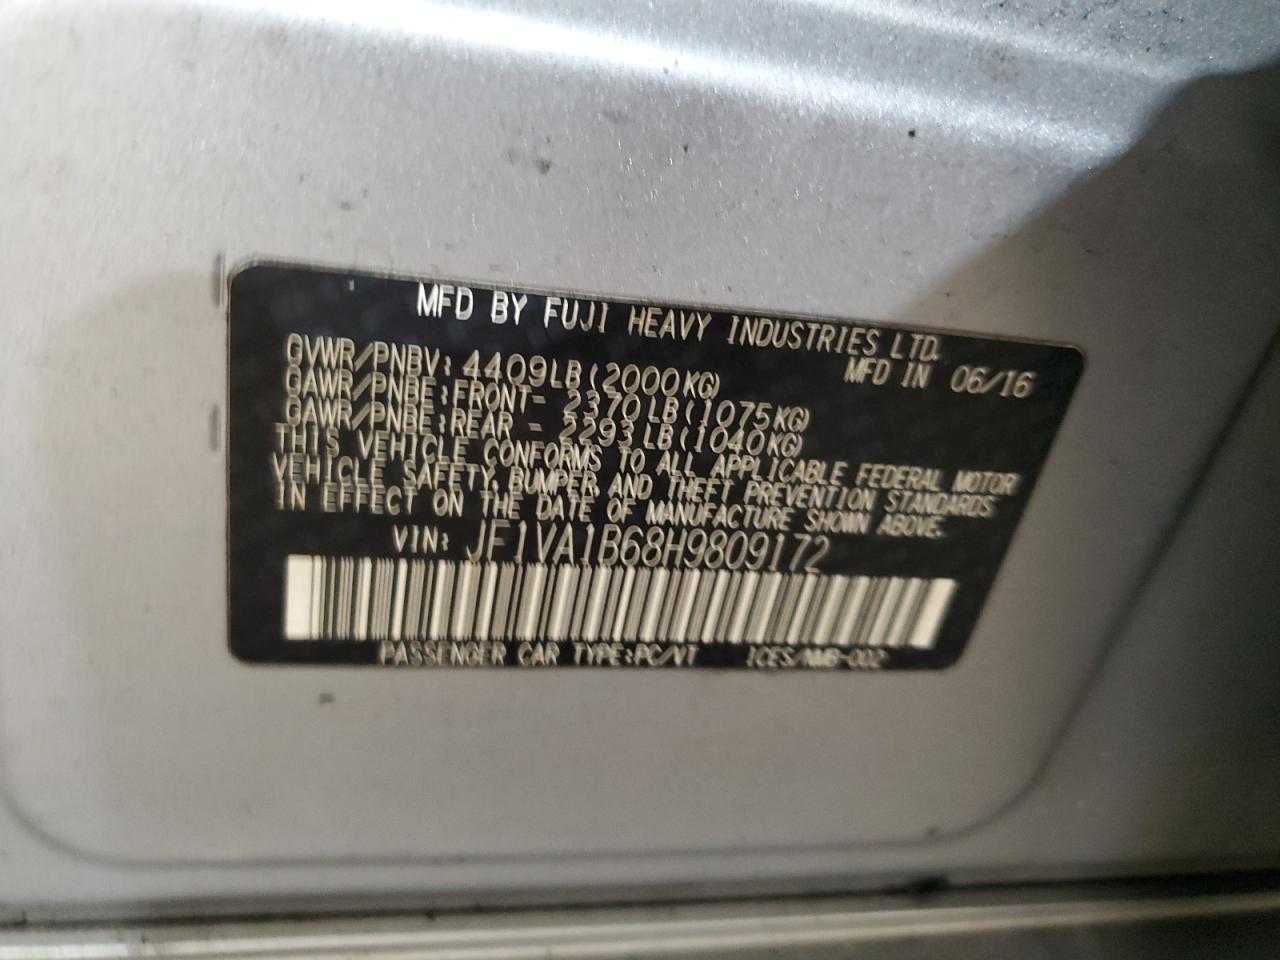 MFD BY FUJI HEAVY INDUSTRIES LTD.
MFD IN 06/16
GVWR/PNBV: 4409LB(2000KG)
GAWR/PNBE:FRONT- 2370LB(1075KG)
GAWR/PNBE:REAR - 2293LB(1040KG)
THIS VEHICLE CONFORMS TO ALL APPLICABLE FEDERAL MOTOR
VEHICLE SAFETY, BUMPER, AND THEFT PREVENTION STANDARDS
IN EFFECT ON THE DATE OF MANUFACTURE SHOWN ABOVE.
VIN: JF1VA1B68H9809172
PASSENGER CAR TYPE:PC/VT ICES/NMB-002